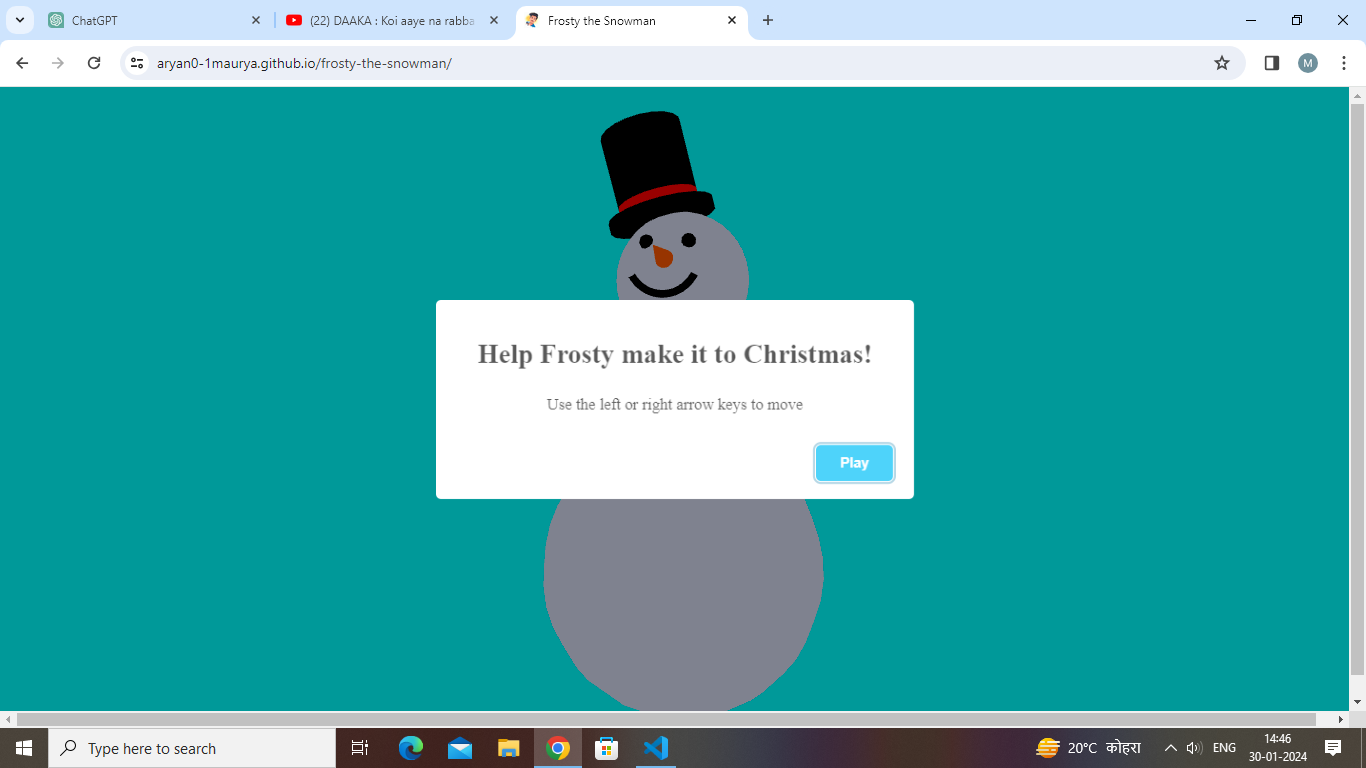 ChatGPT
(22) DAAKA : Koi aaye na rabba
Frosty the Snowman
aryan0-1maurya.github.io/frosty-the-snowman/
M
Help Frosty make it to Christmas!
Use the left or right arrow keys to move
Play
Type here to search
20°C कोहरा
ENG
14:46
30-01-2024